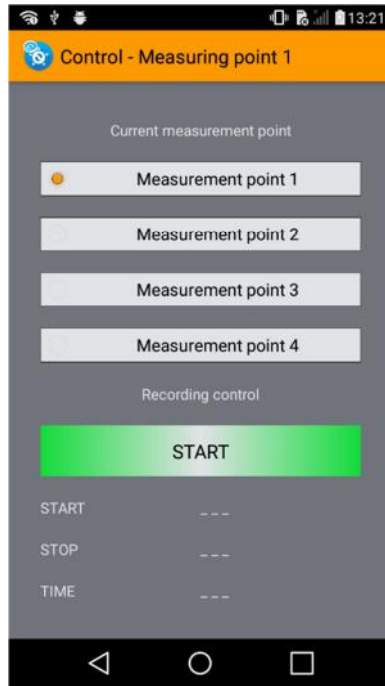 13:21
Control - Measuring point 1
Current measurement point
Measurement point 1
Measurement point 2
Measurement point 3
Measurement point 4
Recording control
START
START _ _ _
STOP _ _ _
TIME _ _ _